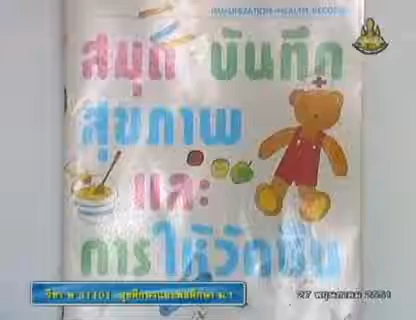 IMMUNIZATION-HEALTH RECORD
สมุด บันทึก
สุขภาพ
และ
การให้วัคซีน
27 พฤษภาคม 2551